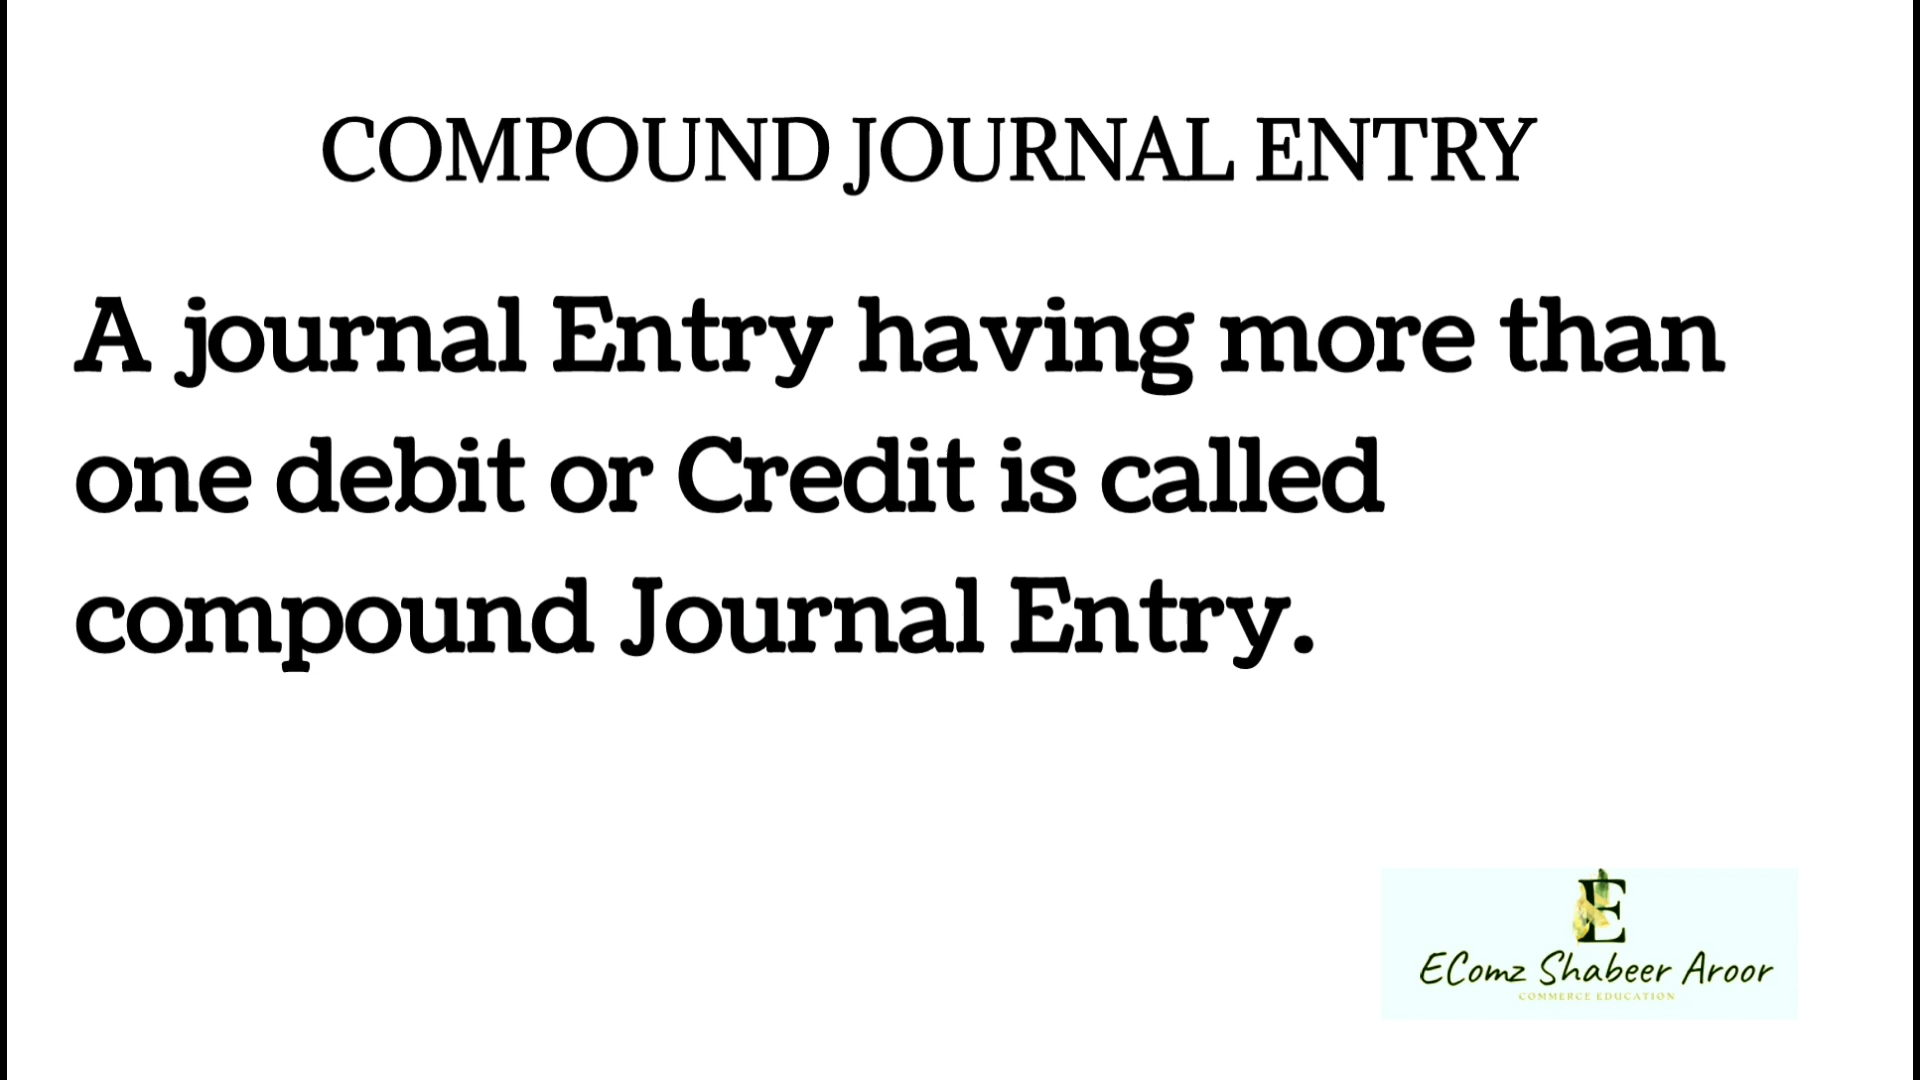 COMPOUND JOURNAL ENTRY
A journal Entry having more than
one debit or Credit is called
compound Journal Entry.
E
EComz Shabeer Aroor
COMMERCE EDUCATION